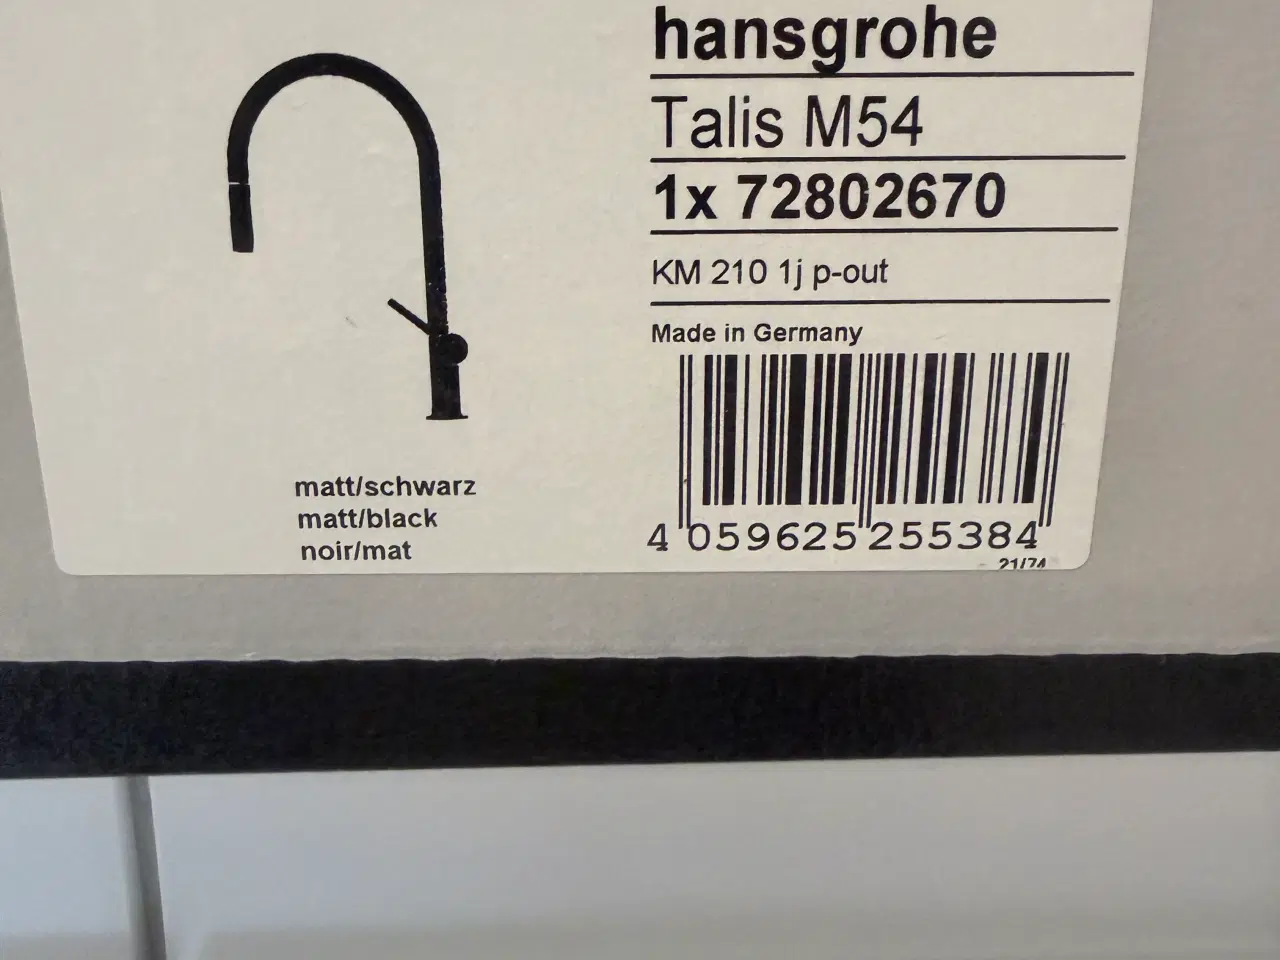 hansgrohe
Talis M54
1x 72802670
KM 210 1j p-out
Made in Germany
4 059625 255384
21/74
matt/schwarz
matt/black
noir/mat